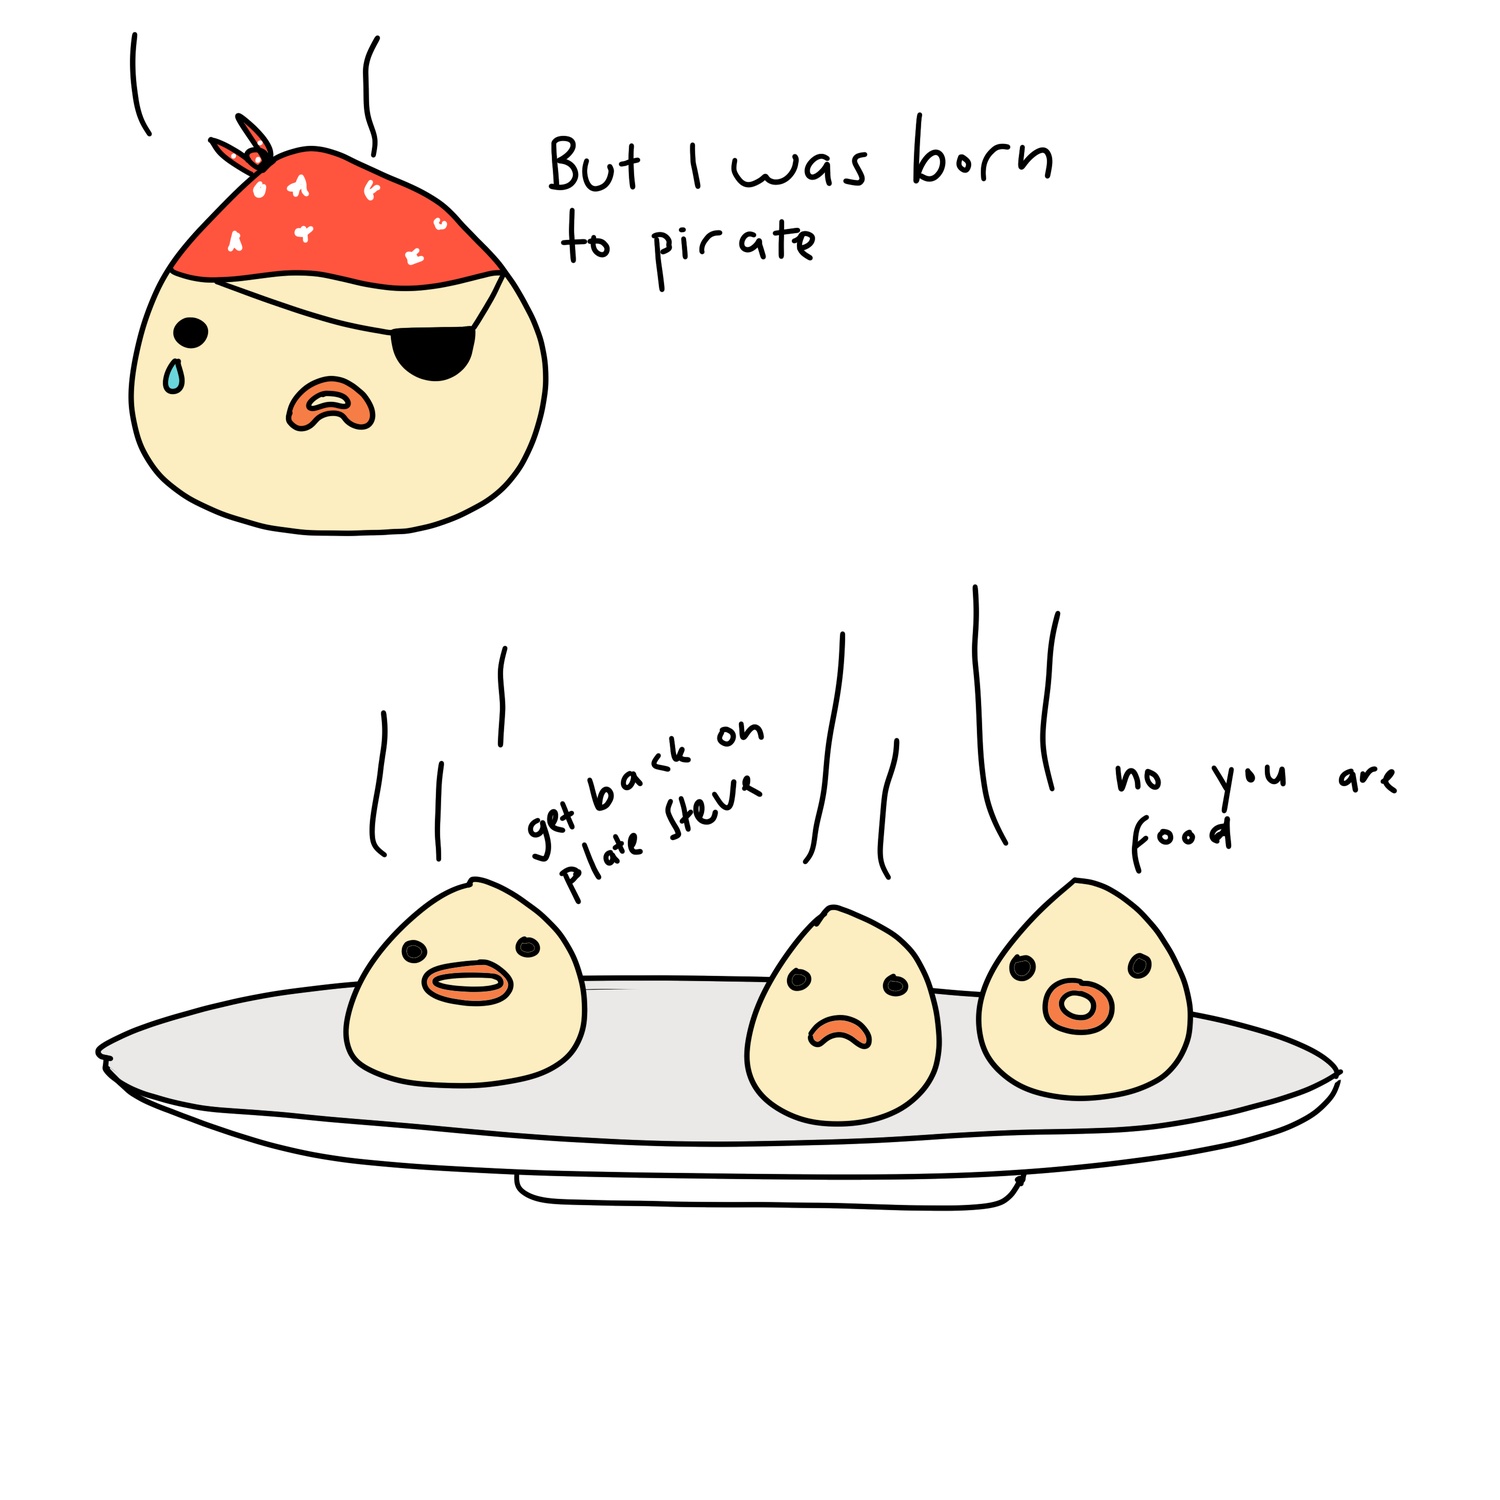 But I was born
to pirate
get back on
plate steve
no you are
food